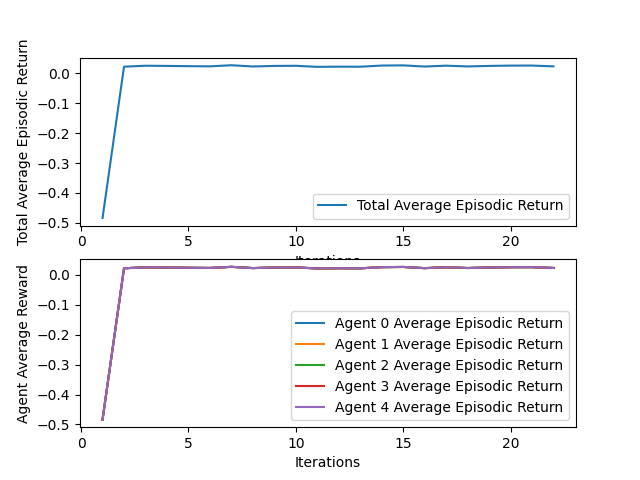 Total Average Episodic Return
0.0
−0.1
−0.2
−0.3
−0.4
−0.5
Total Average Episodic Return
0 5 10 15 20
Iterations
Agent Average Reward
0.0
−0.1
−0.2
−0.3
−0.4
−0.5
Agent 0 Average Episodic Return
Agent 1 Average Episodic Return
Agent 2 Average Episodic Return
Agent 3 Average Episodic Return
Agent 4 Average Episodic Return
0 5 10 15 20
Iterations